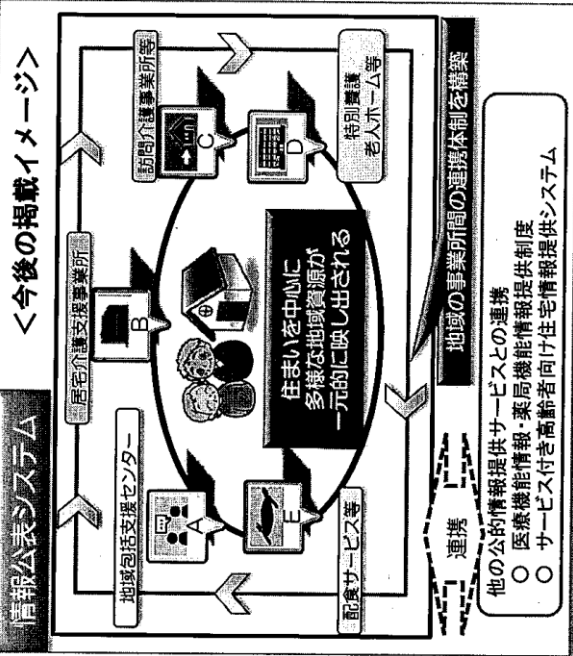 情報公表システム
＜今後の掲載イメージ＞
居宅介護支援事業所
地域包括支援センター
訪問介護事業所等
A
B
C
D
E
配食サービス等
特別養護
老人ホーム等
住まいを中心に
多様な地域資源が
一元的に映し出される
地域の事業所間の連携体制を構築
連携
他の公的情報提供サービスとの連携
○ 医療機能情報・薬局機能情報提供制度
○ サービス付き高齢者向け住宅情報提供システム